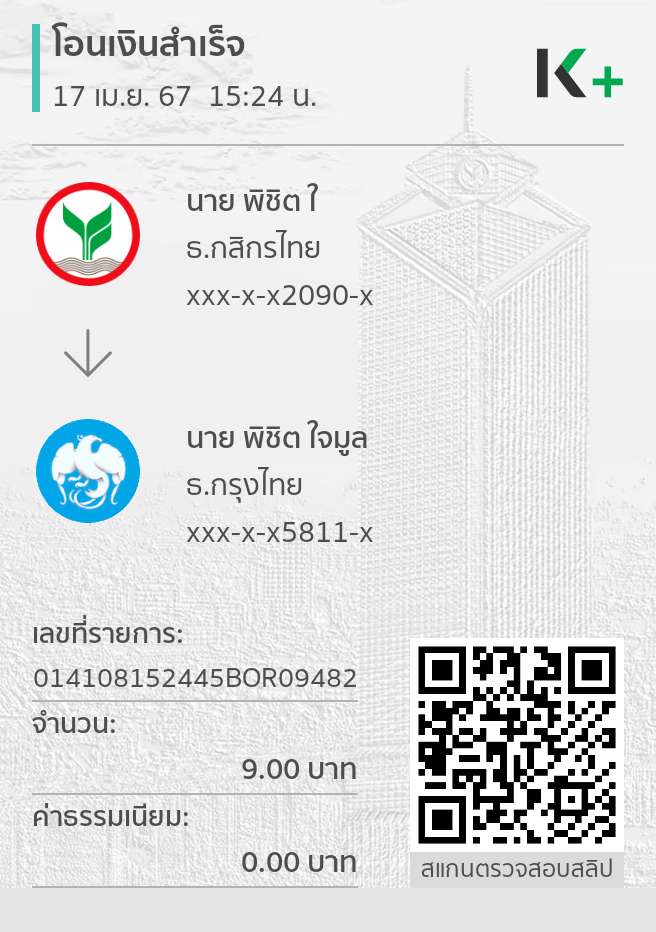 โอนเงินสำเร็จ
17 เม.ย. 67 15:24 น.
K+
นาย พิชิต ใ
ธ.กสิกรไทย
xxx-x-x2090-x
นาย พิชิต ใจมูล
ธ.กรุงไทย
xxx-x-x5811-x
เลขที่รายการ:
014108152445BOR09482
จำนวน:
9.00 บาท
ค่าธรรมเนียม:
0.00 บาท
สแกนตรวจสอบสลิป